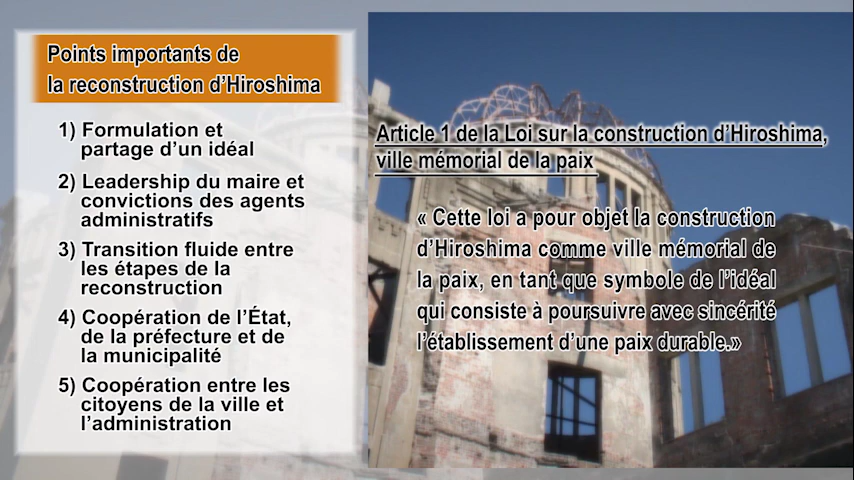 Points importants de
la reconstruction d’Hiroshima
1) Formulation et
partage d’un idéal
2) Leadership du maire et
convictions des agents
administratifs
3) Transition fluide entre
les étapes de la
reconstruction
4) Coopération de l’État,
de la préfecture et de
la municipalité
5) Coopération entre les
citoyens de la ville et
l’administration
Article 1 de la Loi sur la construction d’Hiroshima,
ville mémorial de la paix
« Cette loi a pour objet la construction
d’Hiroshima comme ville mémorial de
la paix, en tant que symbole de l’idéal
qui consiste à poursuivre avec sincérité
l’établissement d’une paix durable.»